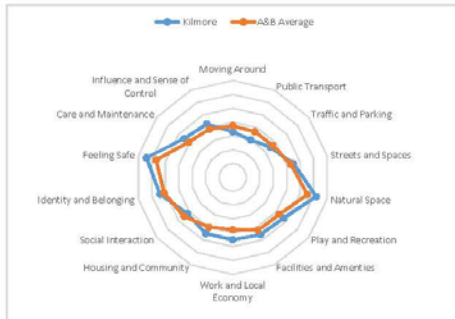 Kilmore A&B Average
Moving Around
Public Transport
Traffic and Parking
Streets and Spaces
Natural Space
Play and Recreation
Facilities and Amenties
Work and Local
Economy
Housing and Community
Social Interaction
Identity and Belonging
Feeling Safe
Care and Maintenance
Influence and Sense of
Control